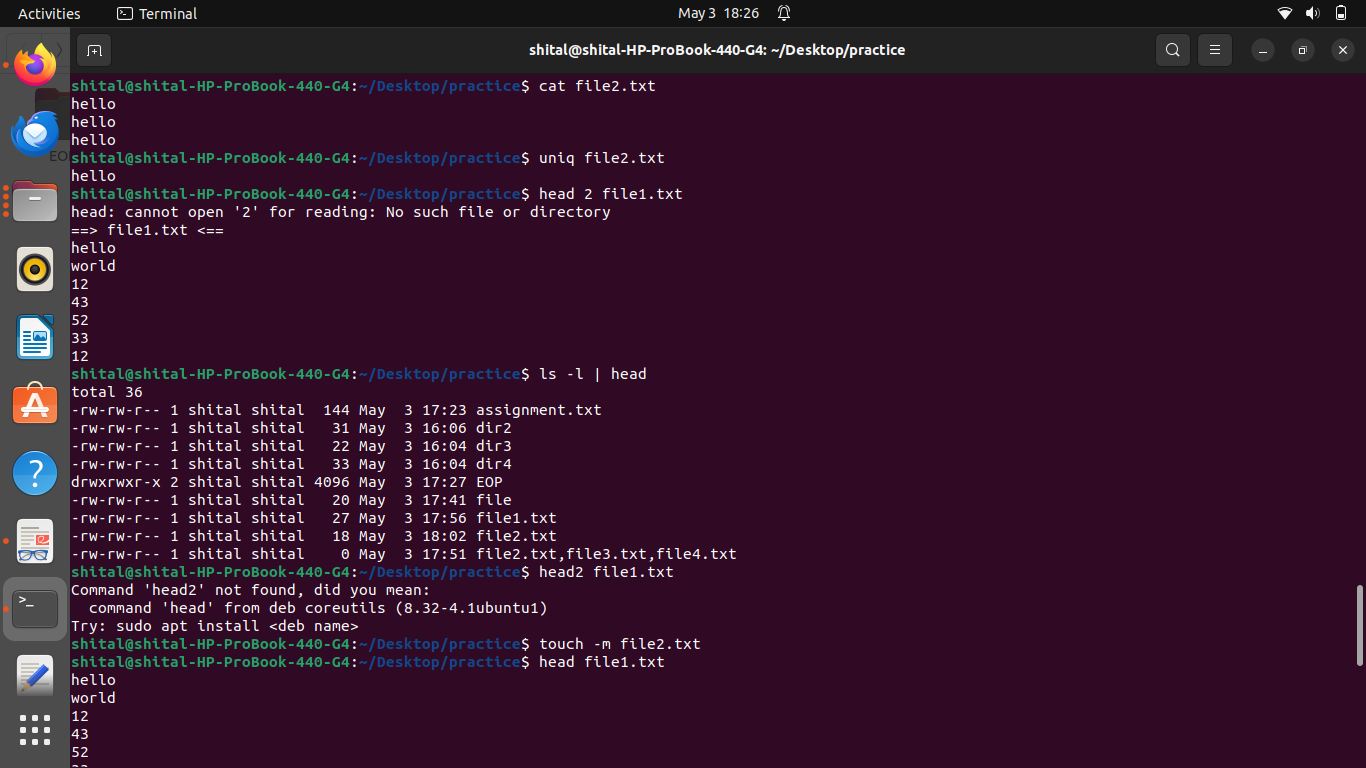 Activities
Terminal
May 3 18:26
shital@shital-HP-ProBook-440-G4: ~/Desktop/practice
shital@shital-HP-ProBook-440-G4:~/Desktop/practice$ cat file2.txt
hello
hello
hello
EO
shital@shital-HP-ProBook-440-G4:~/Desktop/practice$ uniq file2.txt
hello
shital@shital-HP-ProBook-440-G4:~/Desktop/practice$ head 2 file1.txt
head: cannot open '2' for reading: No such file or directory
==> file1.txt <==
hello
world
12
43
52
33
12
shital@shital-HP-ProBook-440-G4:~/Desktop/practice$ ls -l | head
total 36
-rw-rw-r-- 1 shital shital  144 May  3 17:23 assignment.txt
-rw-rw-r-- 1 shital shital   31 May  3 16:06 dir2
-rw-rw-r-- 1 shital shital   22 May  3 16:04 dir3
-rw-rw-r-- 1 shital shital   33 May  3 16:04 dir4
drwxrwxr-x 2 shital shital 4096 May  3 17:27 EOP
-rw-rw-r-- 1 shital shital   20 May  3 17:41 file
-rw-rw-r-- 1 shital shital   27 May  3 17:56 file1.txt
-rw-rw-r-- 1 shital shital   18 May  3 18:02 file2.txt
-rw-rw-r-- 1 shital shital    0 May  3 17:51 file2.txt,file3.txt,file4.txt
shital@shital-HP-ProBook-440-G4:~/Desktop/practice$ head2 file1.txt
Command 'head2' not found, did you mean:
  command 'head' from deb coreutils (8.32-4.1ubuntu1)
Try: sudo apt install <deb name>
shital@shital-HP-ProBook-440-G4:~/Desktop/practice$ touch -m file2.txt
shital@shital-HP-ProBook-440-G4:~/Desktop/practice$ head file1.txt
hello
world
12
43
52